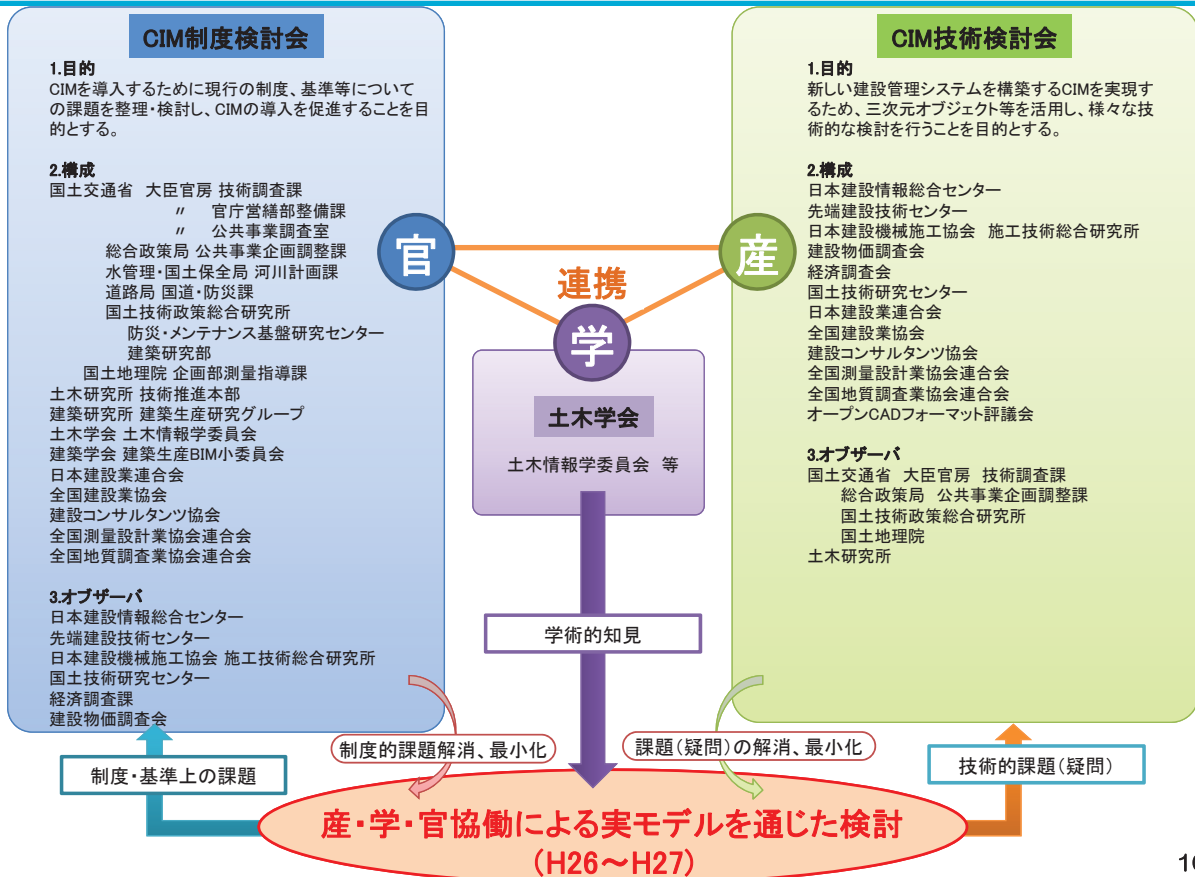 CIM制度検討会
1.目的
CIMを導入するために現行の制度、基準等について
の課題を整理・検討し、CIMの導入を促進することを目
的とする。
2.構成
国土交通省 大臣官房 技術調査課
〃 官庁営繕部整備課
〃 公共事業調査室
総合政策局 公共事業企画調整課
水管理・国土保全局 河川計画課
道路局 国道・防災課
国土技術政策総合研究所
防災・メンテナンス基盤研究センター
建築研究部
国土地理院 企画部測量指導課
土木研究所 技術推進本部
建築研究所 建築生産研究グループ
土木学会 土木情報学委員会
建築学会 建築生産BIM小委員会
日本建設業連合会
全国建設業協会
建設コンサルタンツ協会
全国測量設計業協会連合会
全国地質調査業協会連合会
3.オブザーバ
日本建設情報総合センター
先端建設技術センター
日本建設機械施工協会 施工技術総合研究所
国土技術研究センター
経済調査課
建設物価調査会
官
産
連携
学
土木学会
土木情報学委員会 等
学術的知見
CIM技術検討会
1.目的
新しい建設管理システムを構築するCIMを実現す
るため、三次元オブジェクト等を活用し、様々な技
術的な検討を行うことを目的とする。
2.構成
日本建設情報総合センター
先端建設技術センター
日本建設機械施工協会 施工技術総合研究所
建設物価調査会
経済調査会
国土技術研究センター
日本建設業連合会
全国建設業協会
建設コンサルタンツ協会
全国測量設計業協会連合会
全国地質調査業協会連合会
オープンCADフォーマット評議会
3.オブザーバ
国土交通省 大臣官房 技術調査課
総合政策局 公共事業企画調整課
国土技術政策総合研究所
国土地理院
土木研究所
制度的課題解消、最小化
課題(疑問)の解消、最小化
制度・基準上の課題
技術的課題(疑問)
産・学・官協働による実モデルを通じた検討
(H26～H27)